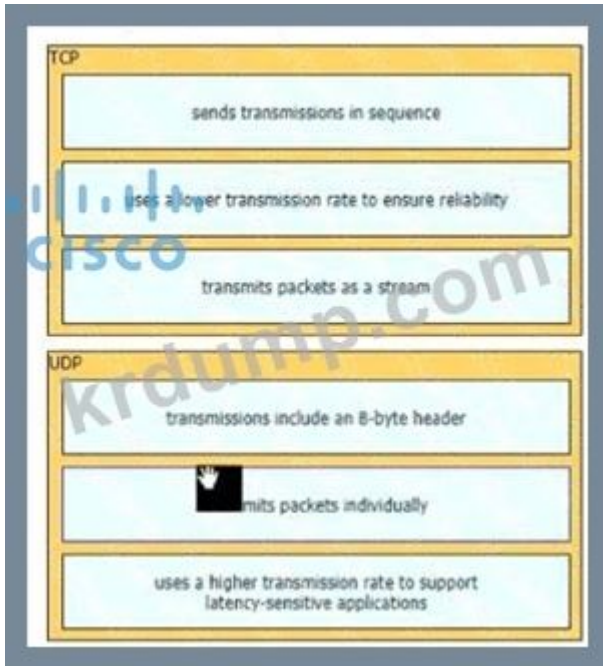 TCP
sends transmissions in sequence
uses a lower transmission rate to ensure reliability
CISCO
transmits packets as a stream
krdump.com
UDP
transmissions include an 8-byte header
mits packets individually
uses a higher transmission rate to support
latency-sensitive applications